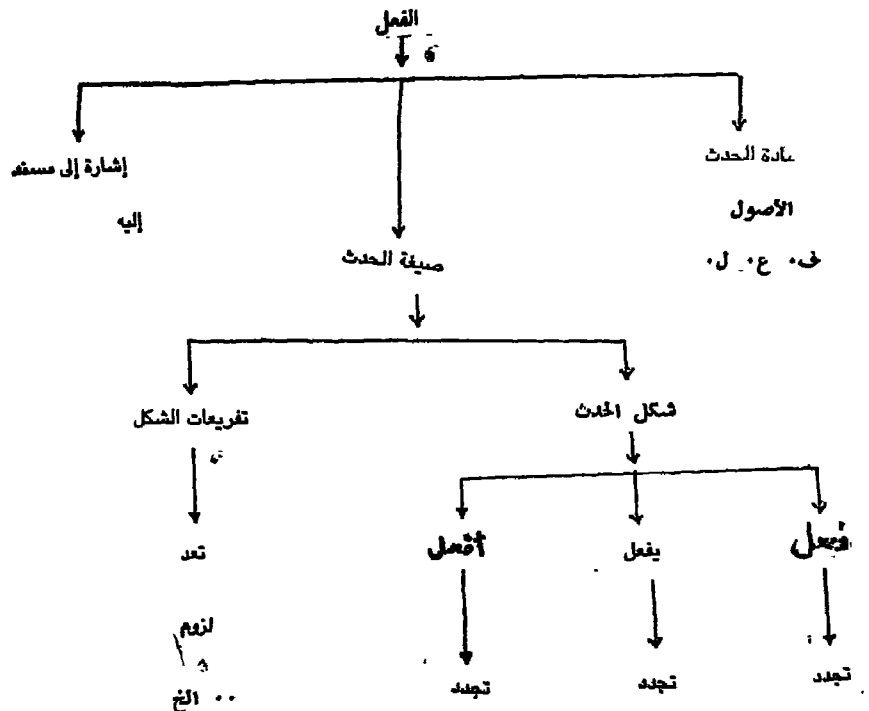 الفعل
مادة الحدث
الأصول
ف. ع. ل.
صيغة الحدث
إشارة إلى مسند
إليه
شكل الحدث
تفريعات الشكل
فعل
يفعل
افعل
تعد
تجدد
تجدد
تجدد
لزوم
.. الخ